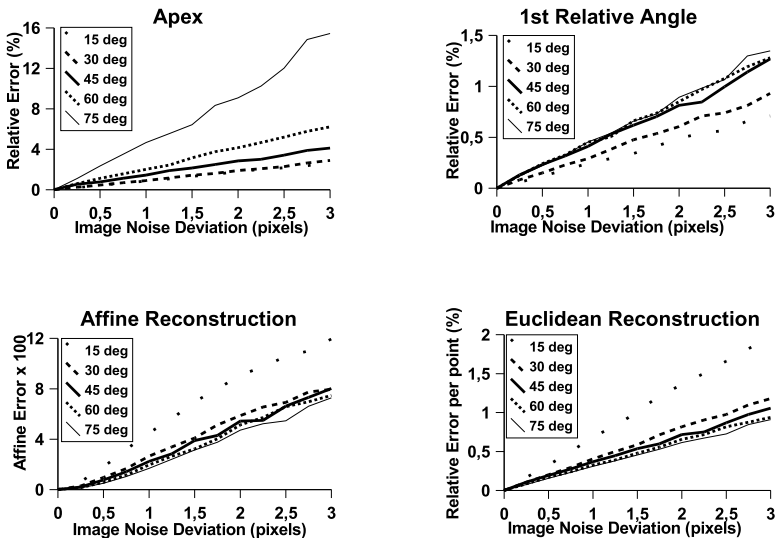 Apex
Relative Error (%)
16
12
8
4
0
15 deg
30 deg
45 deg
60 deg
75 deg
0 0,5 1 1,5 2 2,5 3
Image Noise Deviation (pixels)
1st Relative Angle
Relative Error (%)
1,5
1
0,5
0
15 deg
30 deg
45 deg
60 deg
75 deg
0 0,5 1 1,5 2 2,5 3
Image Noise Deviation (pixels)
Affine Reconstruction
Affine Error x 100
12
8
4
0
15 deg
30 deg
45 deg
60 deg
75 deg
0 0,5 1 1,5 2 2,5 3
Image Noise Deviation (pixels)
Euclidean Reconstruction
Relative Error per point (%)
2
1,5
1
0,5
0
15 deg
30 deg
45 deg
60 deg
75 deg
0 0,5 1 1,5 2 2,5 3
Image Noise Deviation (pixels)